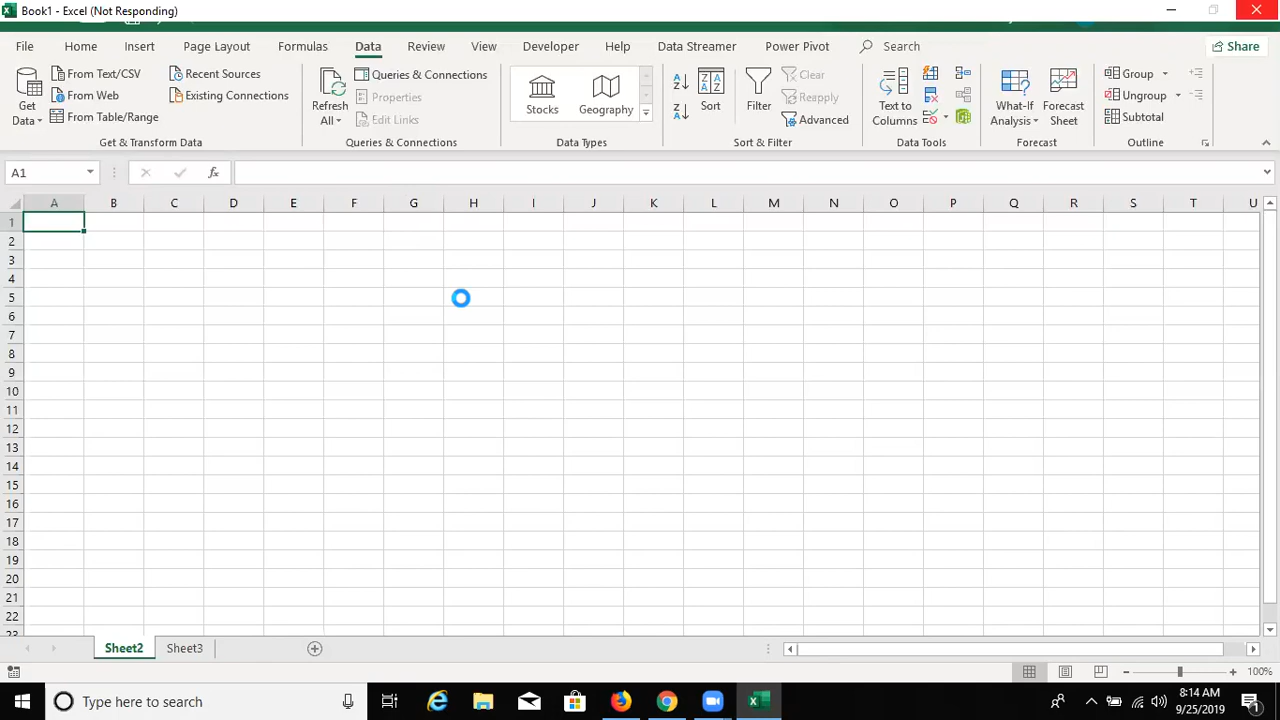 Book1 - Excel (Not Responding)
File Home Insert Page Layout Formulas Data Review View Developer Help Data Streamer Power Pivot Search Share
Get Data
From Text/CSV
From Web
From Table/Range
Recent Sources
Existing Connections
Get & Transform Data
Refresh All
Queries & Connections
Properties
Edit Links
Queries & Connections
Stocks
Geography
Data Types
Sort
Filter
Clear
Reapply
Advanced
Sort & Filter
Text to Columns
Data Tools
What-If Analysis
Forecast Sheet
Forecast
Group
Ungroup
Subtotal
Outline
A1
fx
A B C D E F G H I J K L M N O P Q R S T U
1
2
3
4
5
6
7
8
9
10
11
12
13
14
15
16
17
18
19
20
21
22
23
Sheet2 Sheet3
100%
Type here to search
8:14 AM
9/25/2019
1